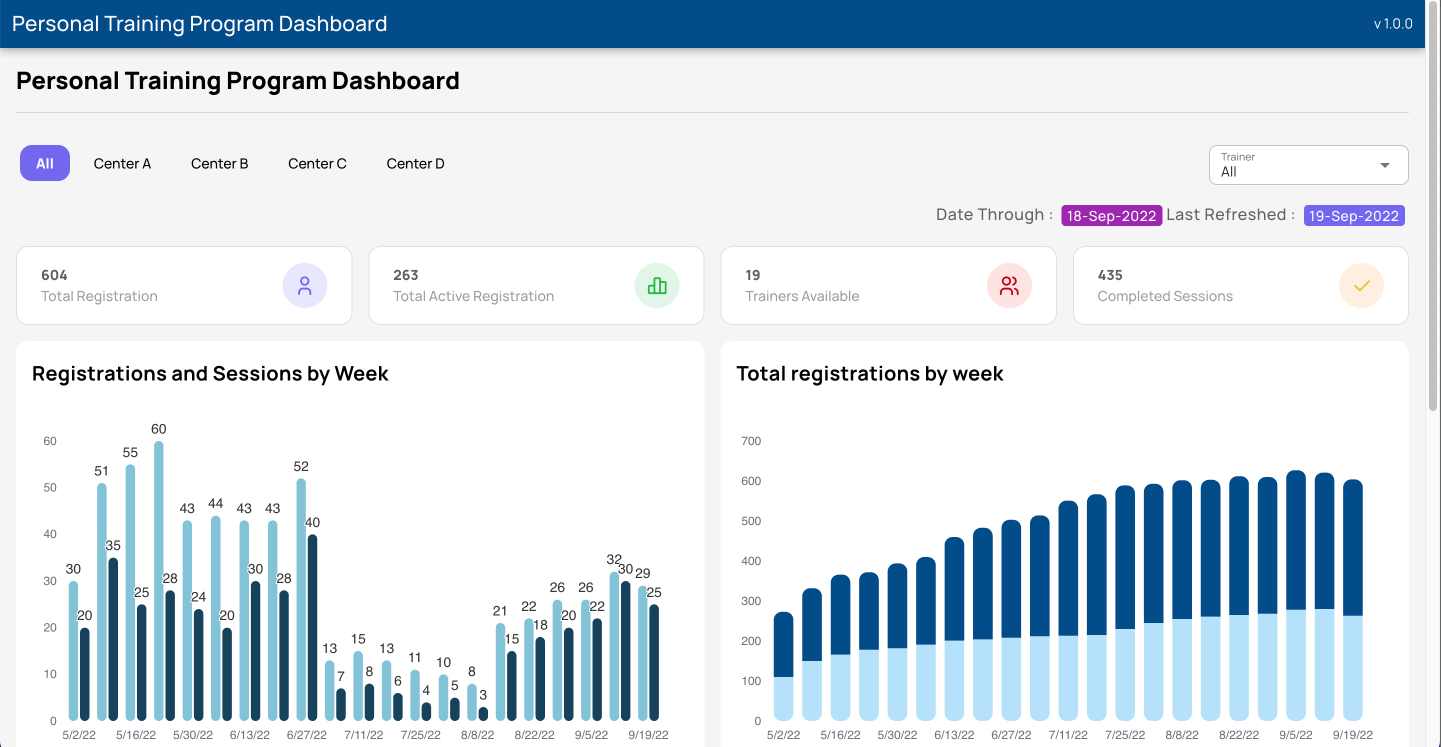 Personal Training Program Dashboard v 1.0.0
Personal Training Program Dashboard
All Center A Center B Center C Center D
Trainer
All
Date Through : 18-Sep-2022 Last Refreshed : 19-Sep-2022
604
Total Registration
263
Total Active Registration
19
Trainers Available
435
Completed Sessions
Registrations and Sessions by Week
60
50
40
30
20
10
0
30 20 51 35 55 25 60 28 43 24 44 20 43 30 43 28 52 40 13 7 15 8 13 6 11 4 10 5 8 3 21 15 22 18 26 20 26 22 32 30 29 25
5/2/22 5/16/22 5/30/22 6/13/22 6/27/22 7/11/22 7/25/22 8/8/22 8/22/22 9/5/22 9/19/22
Total registrations by week
700
600
500
400
300
200
100
0
5/2/22 5/16/22 5/30/22 6/13/22 6/27/22 7/11/22 7/25/22 8/8/22 8/22/22 9/5/22 9/19/22